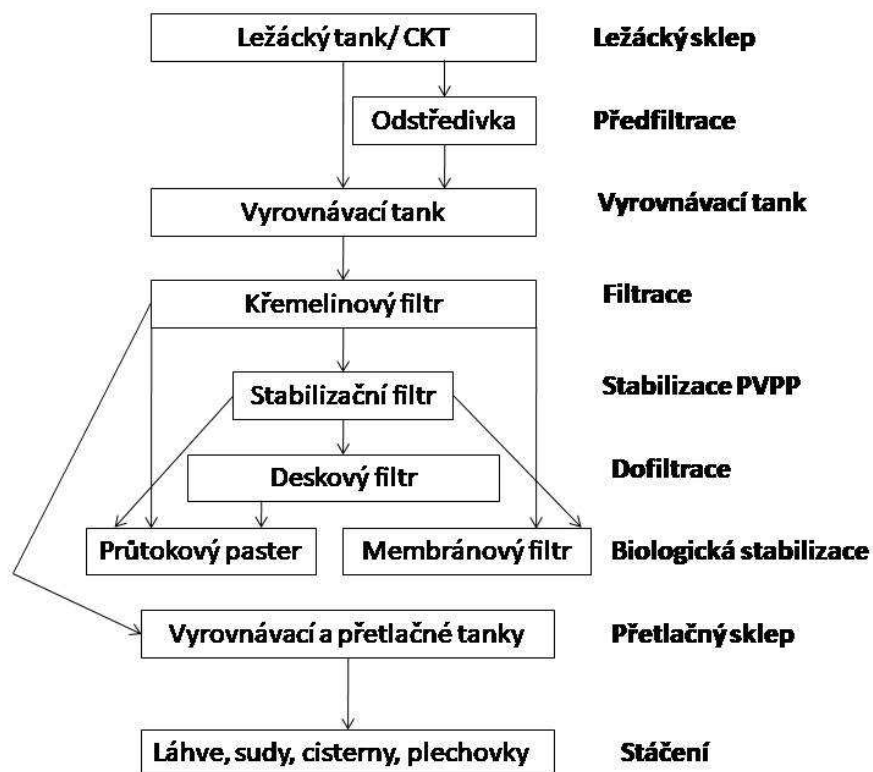 Ležácký tank/ CKT
Ležácký sklep
Odstředivka
Předfiltrace
Vyrovnávací tank
Vyrovnávací tank
Křemelinový filtr
Filtrace
Stabilizační filtr
Stabilizace PVPP
Deskový filtr
Dofiltrace
Průtokový paster
Membránový filtr
Biologická stabilizace
Vyrovnávací a přetlačné tanky
Přetlačný sklep
Láhve, sudy, cisterny, plechovky
Stáčení